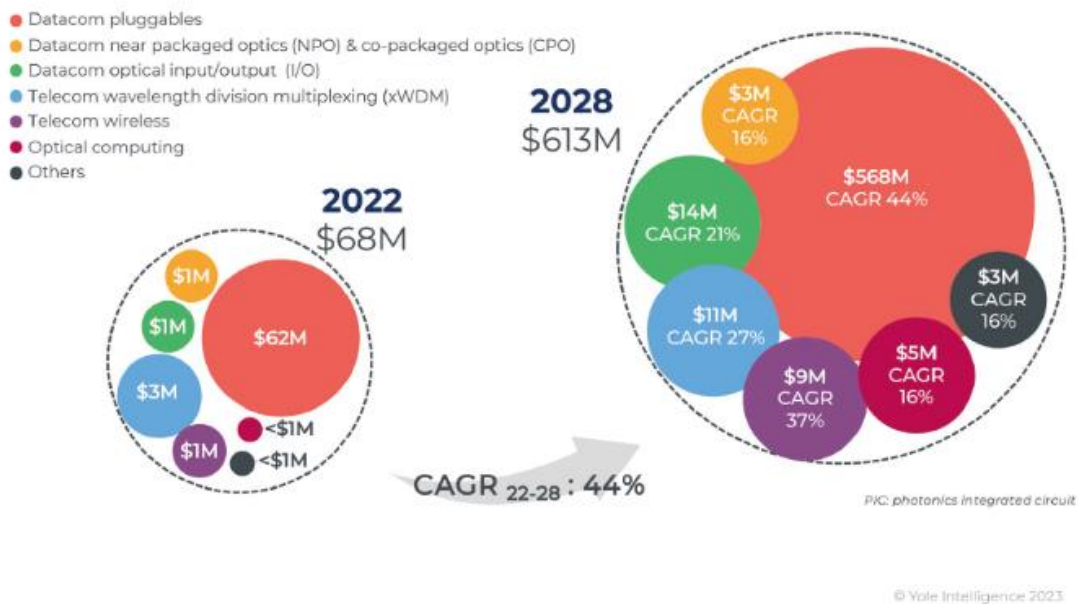 Datacom pluggables
Datacom near packaged optics (NPO) & co-packaged optics (CPO)
Datacom optical input/output (I/O)
Telecom wavelength division multiplexing (xWDM)
Telecom wireless
Optical computing
Others
2022
$68M
$1M
$1M
$62M
$3M
$1M
<$1M
<$1M
CAGR 22-28 : 44%
2028
$613M
$3M
CAGR
16%
$568M
CAGR 44%
$14M
CAGR 21%
$11M
CAGR 27%
$9M
CAGR
37%
$5M
CAGR
16%
$3M
CAGR
16%
PIC: photonics integrated circuit
© Yole Intelligence 2023